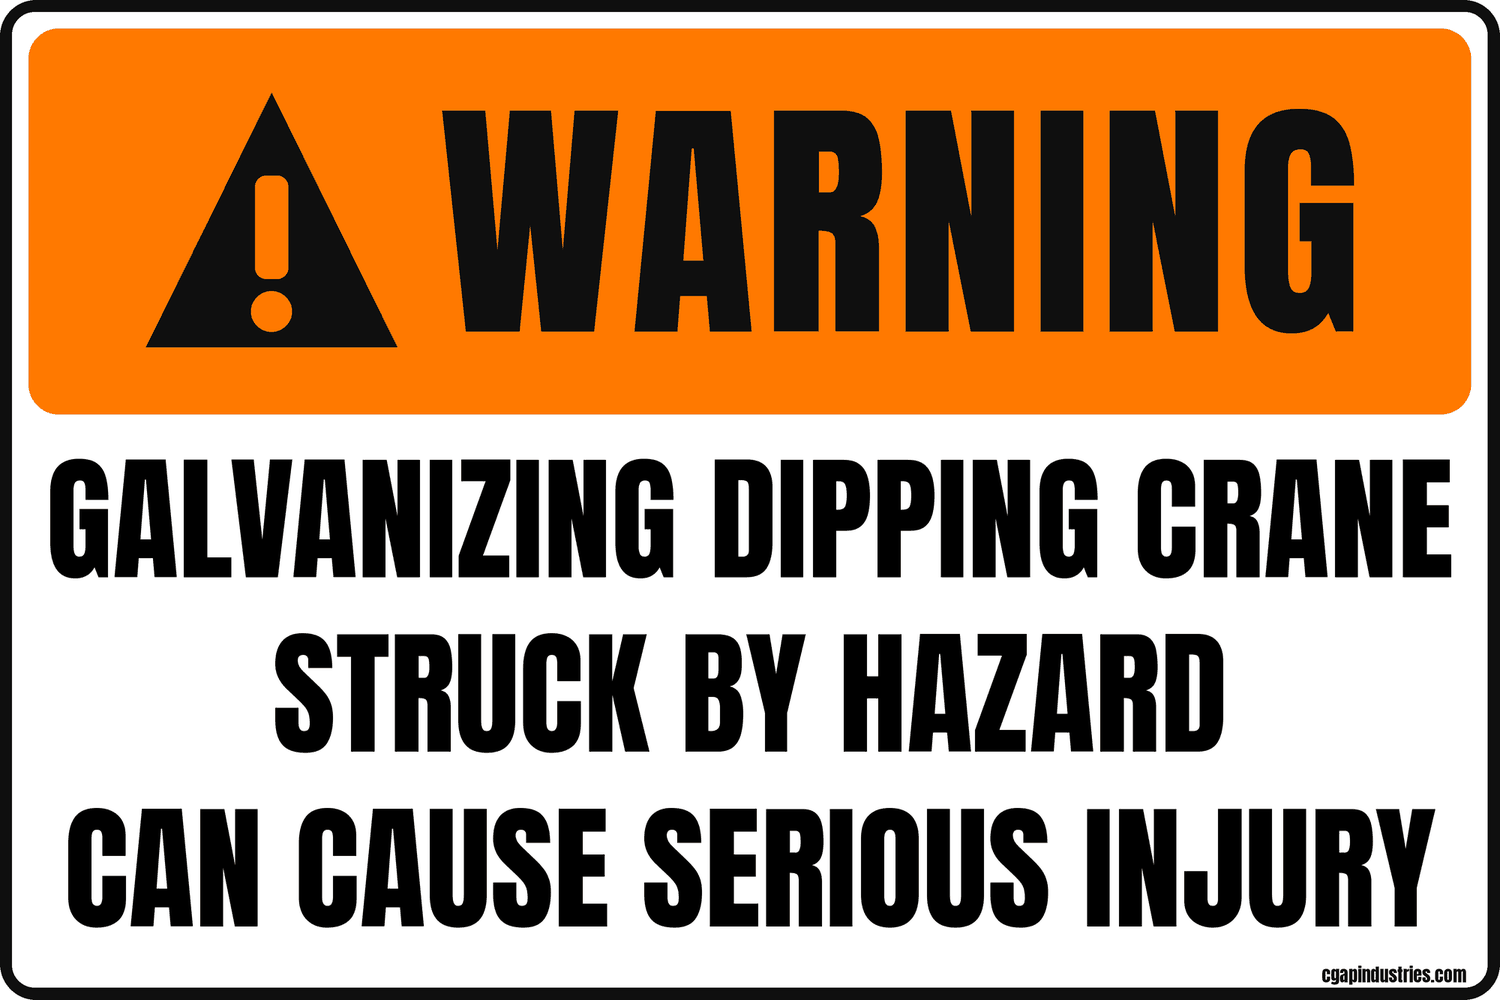 WARNING
GALVANIZING DIPPING CRANE
STRUCK BY HAZARD
CAN CAUSE SERIOUS INJURY
cgapindustries.com